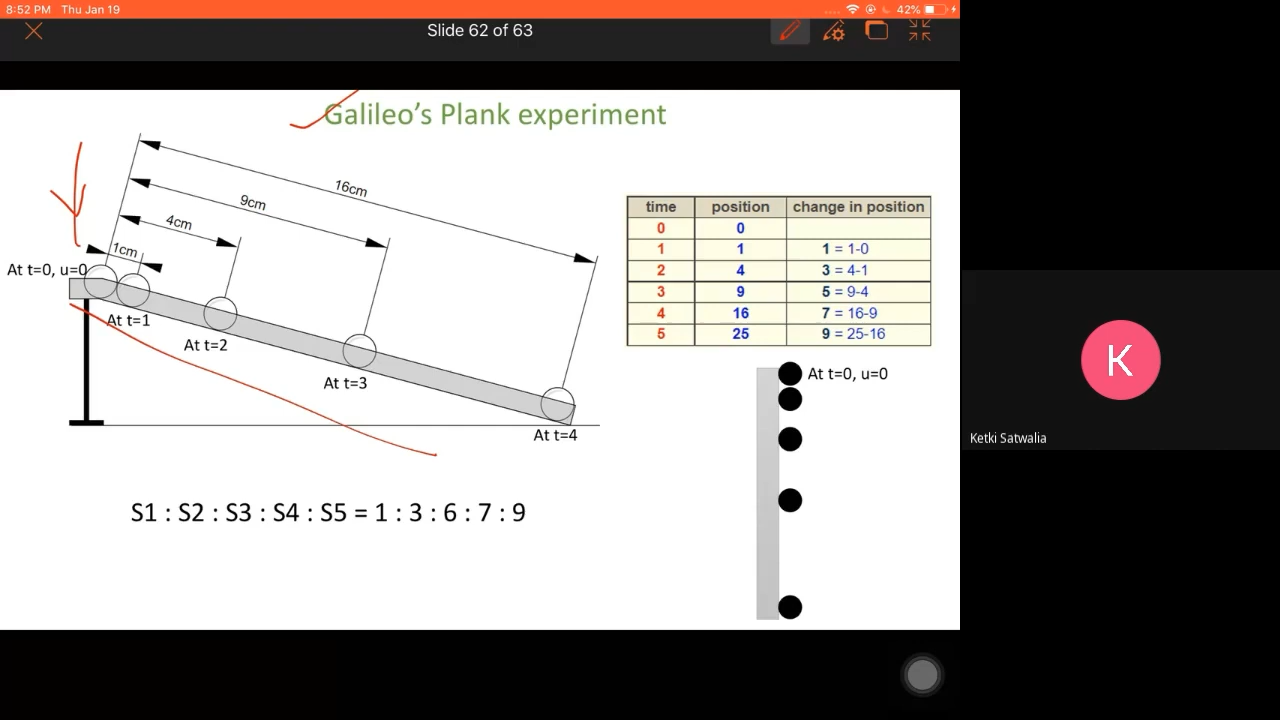 8:52 PM Thu Jan 19
42%
Slide 62 of 63
Galileo's Plank experiment
16cm
9cm
4cm
1cm
At t=0, u=0
At t=1
At t=2
At t=3
At t=4
time position change in position
0 0
1 1 1 = 1-0
2 4 3 = 4-1
3 9 5 = 9-4
4 16 7 = 16-9
5 25 9 = 25-16
At t=0, u=0
S1 : S2 : S3 : S4 : S5 = 1 : 3 : 6 : 7 : 9
K
Ketki Satwalia